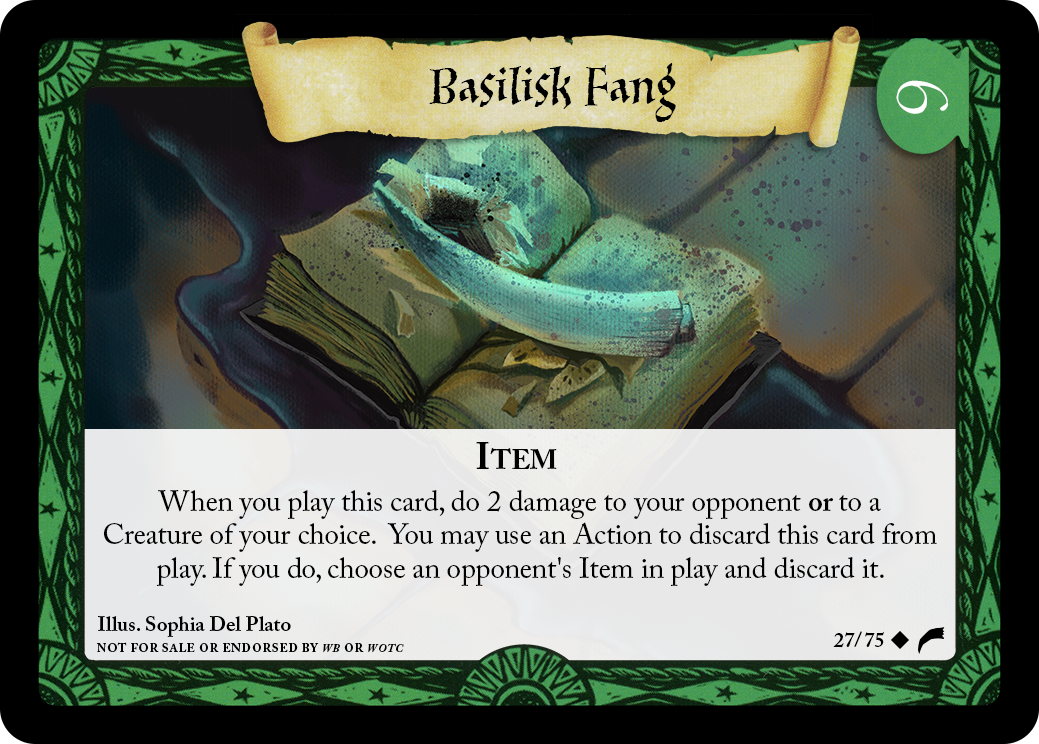 Basilisk Fang
6
Item
When you play this card, do 2 damage to your opponent or to a
Creature of your choice. You may use an Action to discard this card from
play. If you do, choose an opponent's Item in play and discard it.
Illus. Sophia Del Plato
NOT FOR SALE OR ENDORSED BY WB OR WOTC
27/75